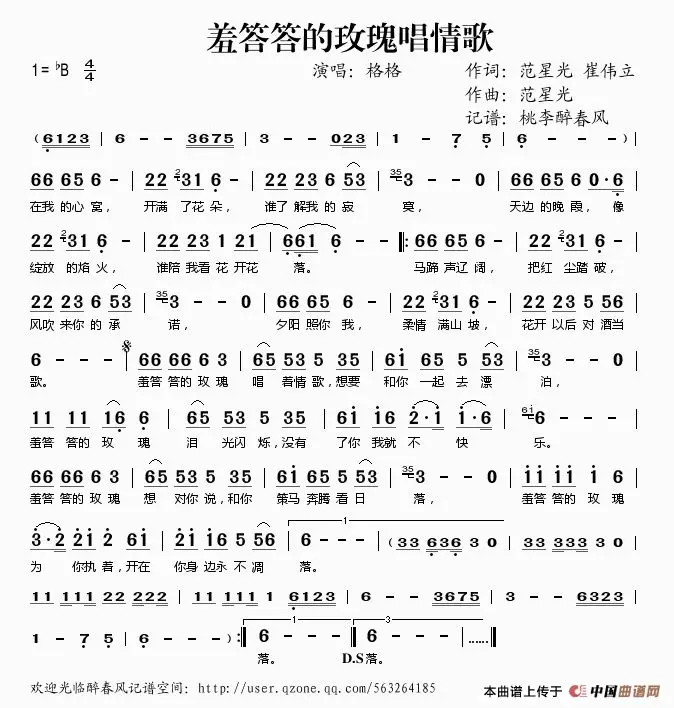 羞答答的玫瑰唱情歌
1= ♭B 4/4 演唱：格格 作词：范星光 崔伟立
作曲：范星光
记谱：桃李醉春风
( 6123 | 6 - - 3675 | 3 - - 023 | 1 - 7 5 | 6 - - - ) |
66 65 6 - | 22 231 6 - | 22 23 6 53 | 353 - - 0 | 22 65 60·6 |
在我 的心 窝， 开满 了花 朵， 谁了 解我 的 寂 寞， 天边 的晚 霞， 像
22 231 6 - | 22 23 1 21 | 661 6 - - ‖: 66 65 6 - | 22 231 6 - |
绽放 的焰 火， 谁陪 我看 花 开花 落。 马蹄 声辽 阔， 把红 尘踏 破，
22 23 6 53 | 353 - - 0 | 66 65 6 - | 22 231 6 - | 22 23 5 56 |
风吹 来你 的 承 诺， 夕阳 照你 我， 柔情 满山 坡， 花开 以后 对 酒当
6 - - - | 66 66 6 3 | 65 53 5 35 | 61 65 5 53 | 353 - - 0 |
歌。 羞答 答的 玫 瑰 唱 着情 歌，想要 和你 一起 去 漂 泊，
11 11 16 6 | 65 53 5 35 | 61 16 2·1 1·6 | 616 - - - |
羞答 答的 玫 瑰 泪 光闪 烁，没有 了你 我就 不 快 乐。
66 66 6 3 | 65 53 5 35 | 61 65 5 53 | 353 - - 0 | 11 11 1 6 |
羞答 答的 玫 瑰 想 对你 说，和你 策马 奔腾 看 日 落， 羞答 答的 玫 瑰
3·2 21 2 61 | 21 16 5 56 | 1 6 - - - | (33 636 3 0 | 33 333 3 0 |
为 你执 着，开在 你身 边永 不 凋 落。
11 111 22 222 | 11 111 1 6123 | 6 - - 3675 | 3 - - 6323 |
1 - 7 5 | 6 - - - ) :‖ 1 6 - - - ‖ 3 6 - - - |......‖
落。 D.S落。
欢迎光临醉春风记谱空间：http://user.qzone.qq.com/563264185 本曲谱上传于 中国曲谱网